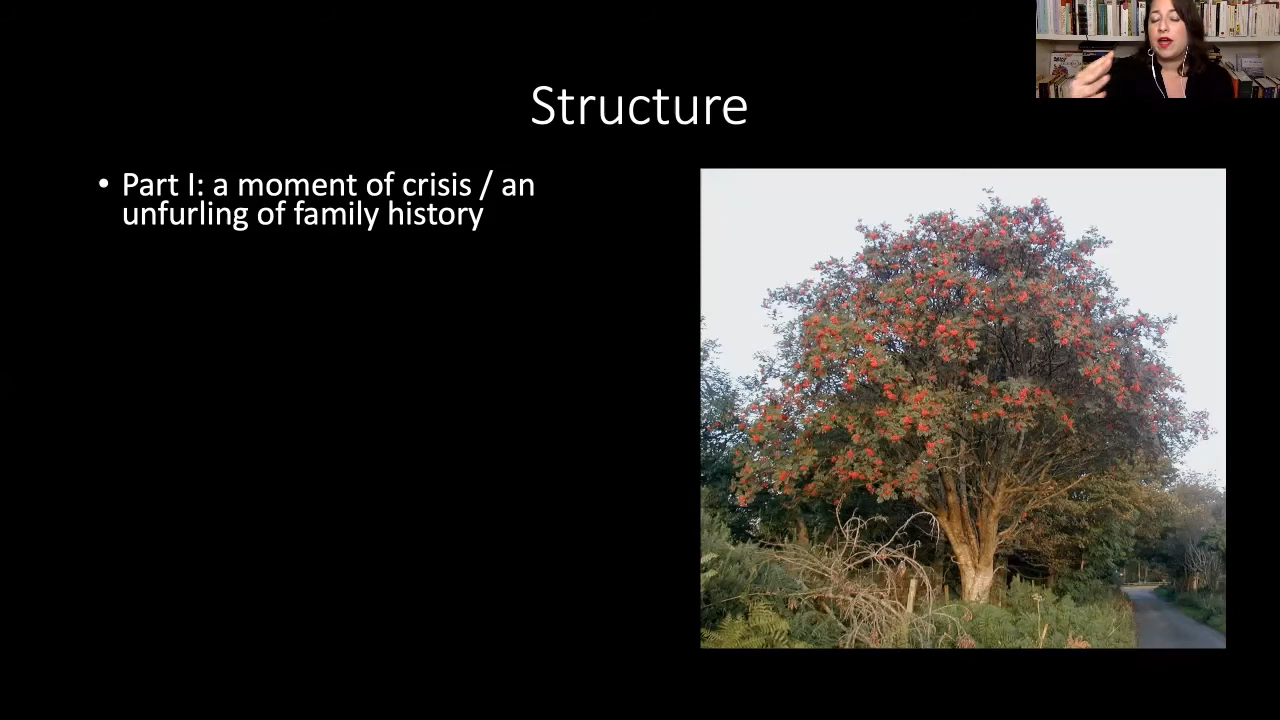 Structure
• Part I: a moment of crisis / an
unfurling of family history